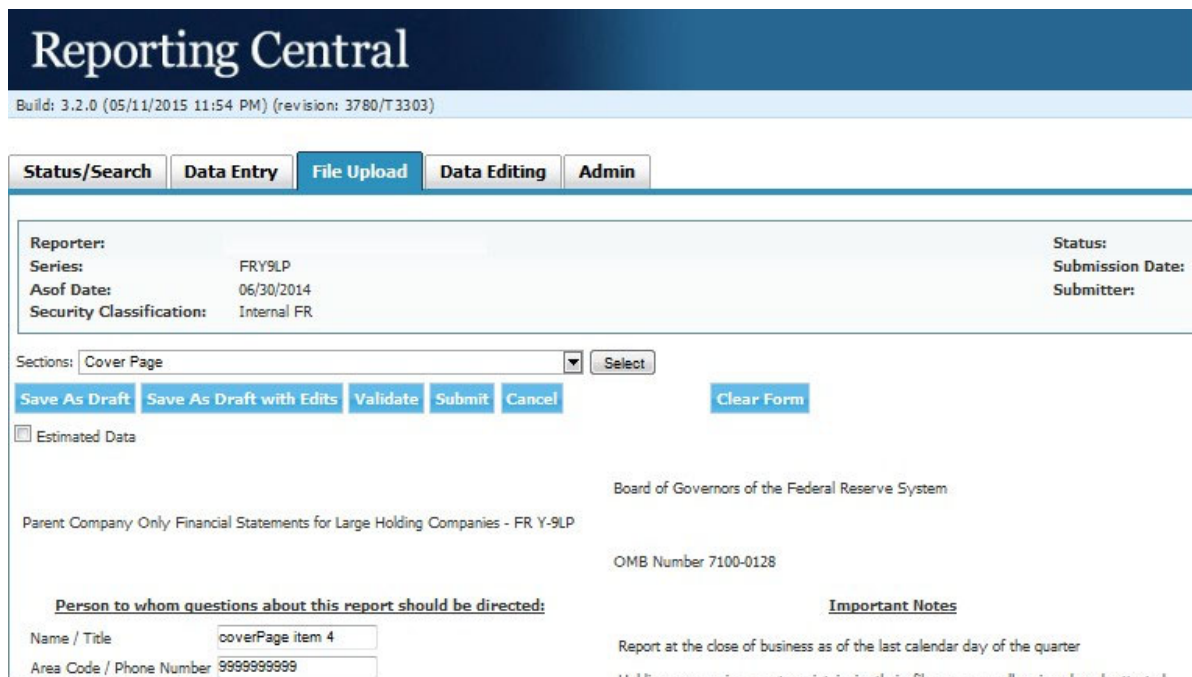 Reporting Central
Build: 3.2.0 (05/11/2015 11:54 PM) (revision: 3780/T3303)
Status/Search Data Entry File Upload Data Editing Admin
Reporter: Status:
Series: FRY9LP Submission Date:
Asof Date: 06/30/2014 Submitter:
Security Classification: Internal FR
Sections: Cover Page Select
Save As Draft Save As Draft with Edits Validate Submit Cancel Clear Form
Estimated Data
Board of Governors of the Federal Reserve System
Parent Company Only Financial Statements for Large Holding Companies - FR Y-9LP
OMB Number 7100-0128
Person to whom questions about this report should be directed: Important Notes
Name / Title coverPage item 4
Report at the close of business as of the last calendar day of the quarter
Area Code / Phone Number 9999999999